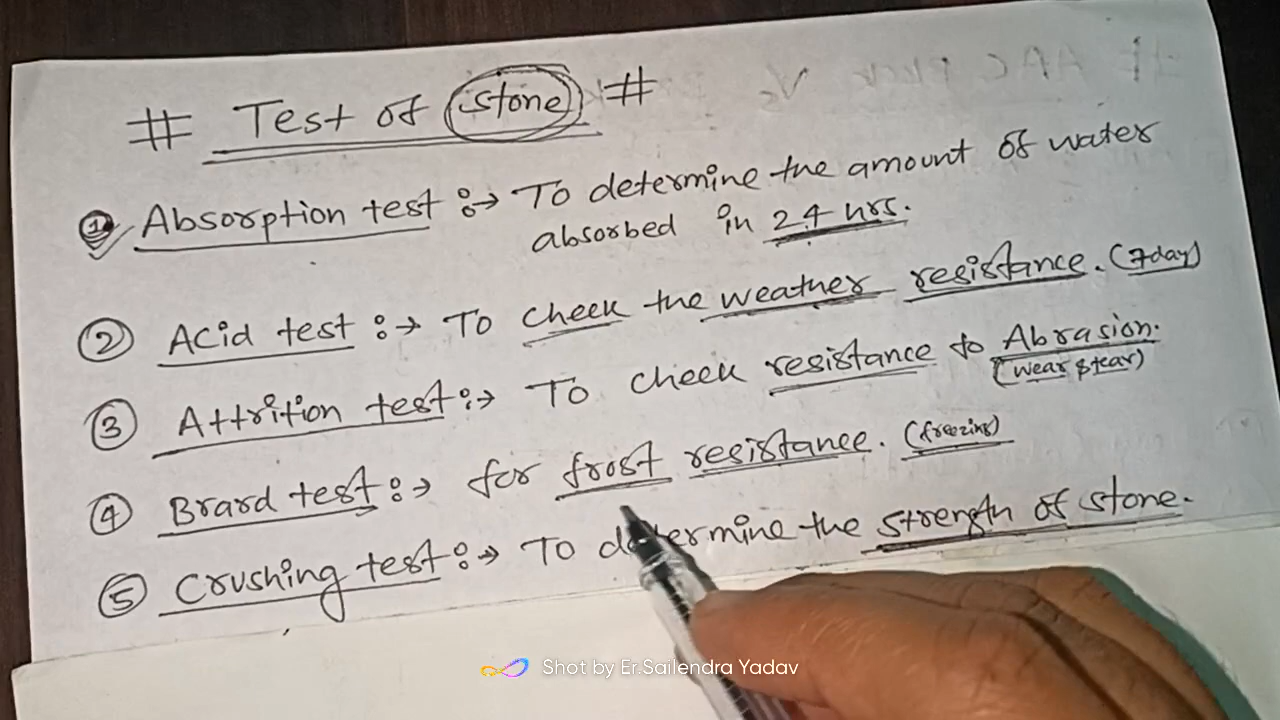 # Test of stone #
① Absorption test :→ To determine the amount of water
absorbed in 24 hrs.
② Acid test :→ To check the weather resistance. (7day)
③ Attrition test :→ To check resistance to Abrasion.
(wear & tear)
④ Brard test :→ for frost resistance. (freezing)
⑤ Crushing test :→ To determine the strength of stone.
Shot by Er.Sailendra Yadav